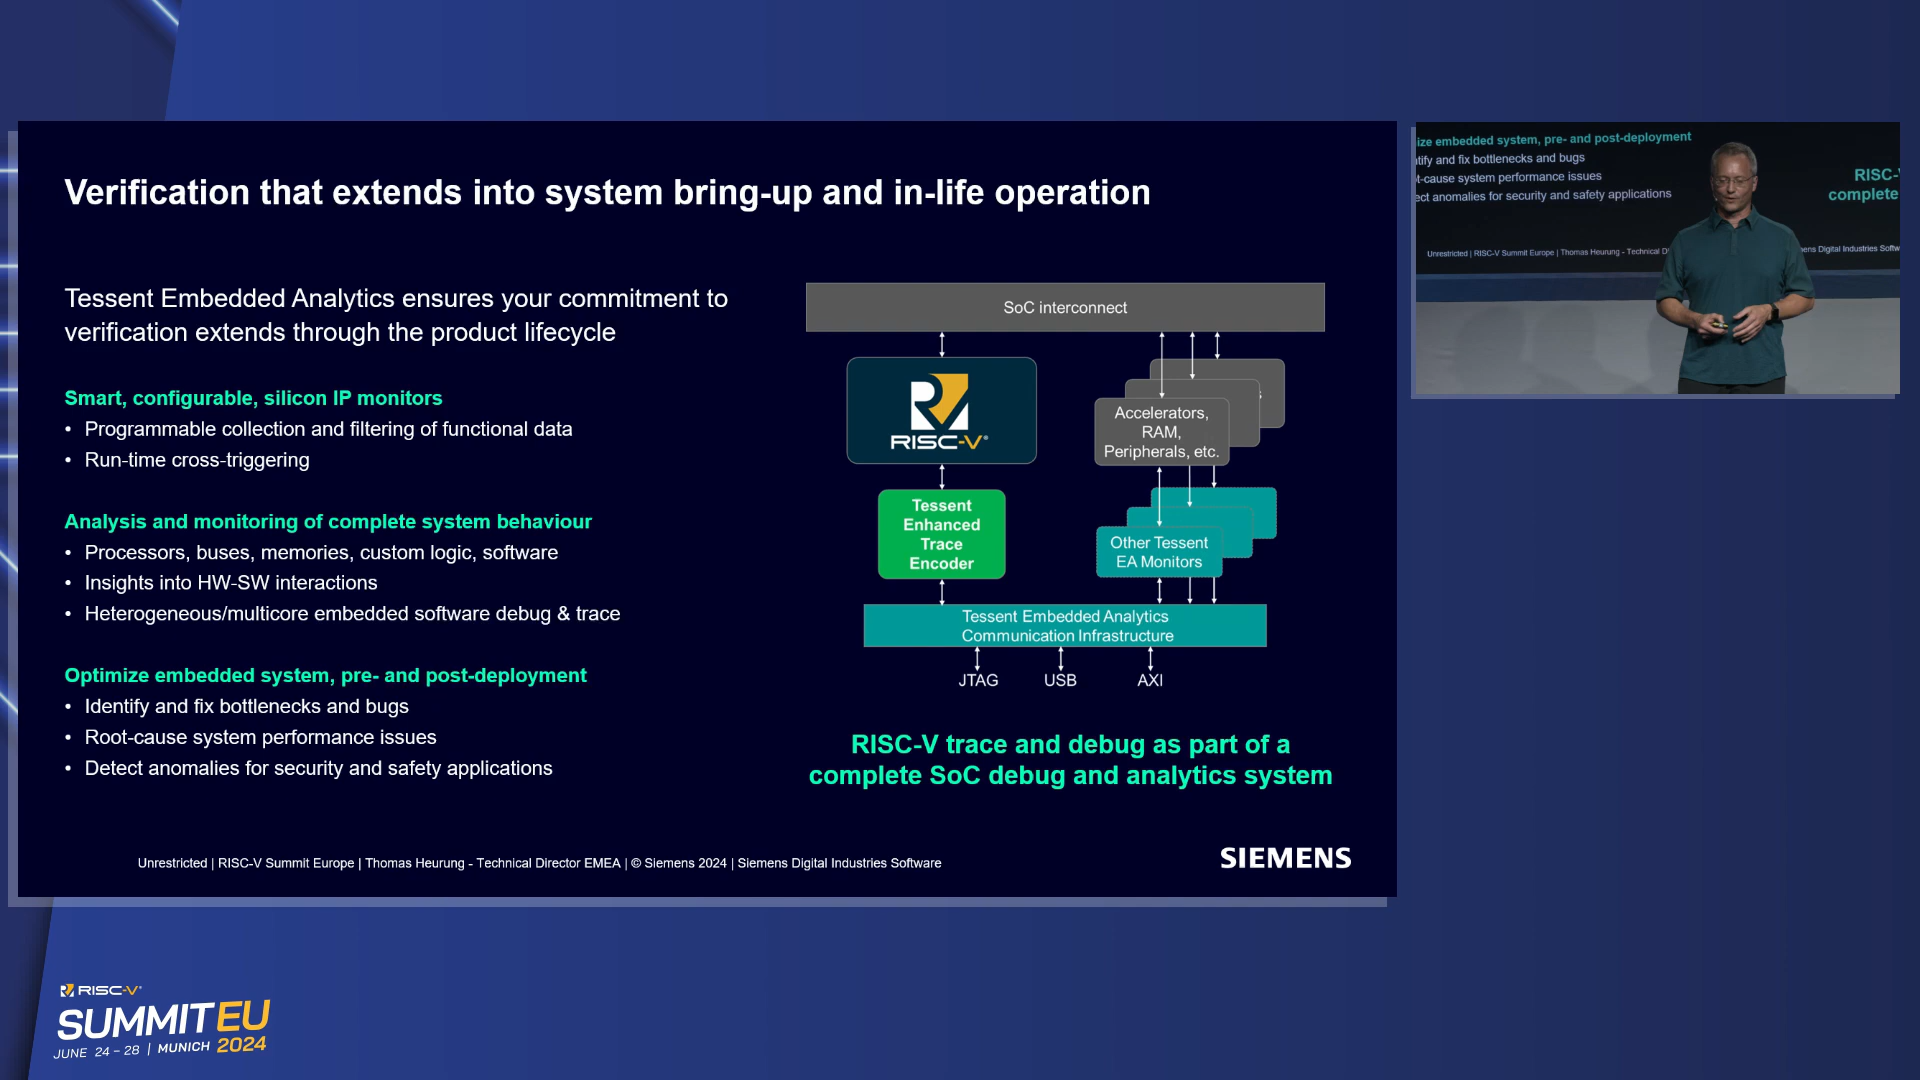 Verification that extends into system bring-up and in-life operation
Tessent Embedded Analytics ensures your commitment to
verification extends through the product lifecycle
Smart, configurable, silicon IP monitors
• Programmable collection and filtering of functional data
• Run-time cross-triggering
Analysis and monitoring of complete system behaviour
• Processors, buses, memories, custom logic, software
• Insights into HW-SW interactions
• Heterogeneous/multicore embedded software debug & trace
Optimize embedded system, pre- and post-deployment
• Identify and fix bottlenecks and bugs
• Root-cause system performance issues
• Detect anomalies for security and safety applications
SoC interconnect
RISC-V®
s
Accelerators,
RAM,
Peripherals, etc.
Tessent
Enhanced
Trace
Encoder
Other Tessent
EA Monitors
Tessent Embedded Analytics
Communication Infrastructure
JTAG USB AXI
RISC-V trace and debug as part of a
complete SoC debug and analytics system
Unrestricted | RISC-V Summit Europe | Thomas Heurung - Technical Director EMEA | © Siemens 2024 | Siemens Digital Industries Software
SIEMENS
ize embedded system, pre- and post-deployment
ntify and fix bottlenecks and bugs
t-cause system performance issues
ect anomalies for security and safety applications
RISC-V
complete
Unrestricted | RISC-V Summit Europe | Thomas Heurung - Technical Di
mens Digital Industries Softw
RISC-V®
SUMMIT EU
JUNE 24 – 28 | MUNICH 2024